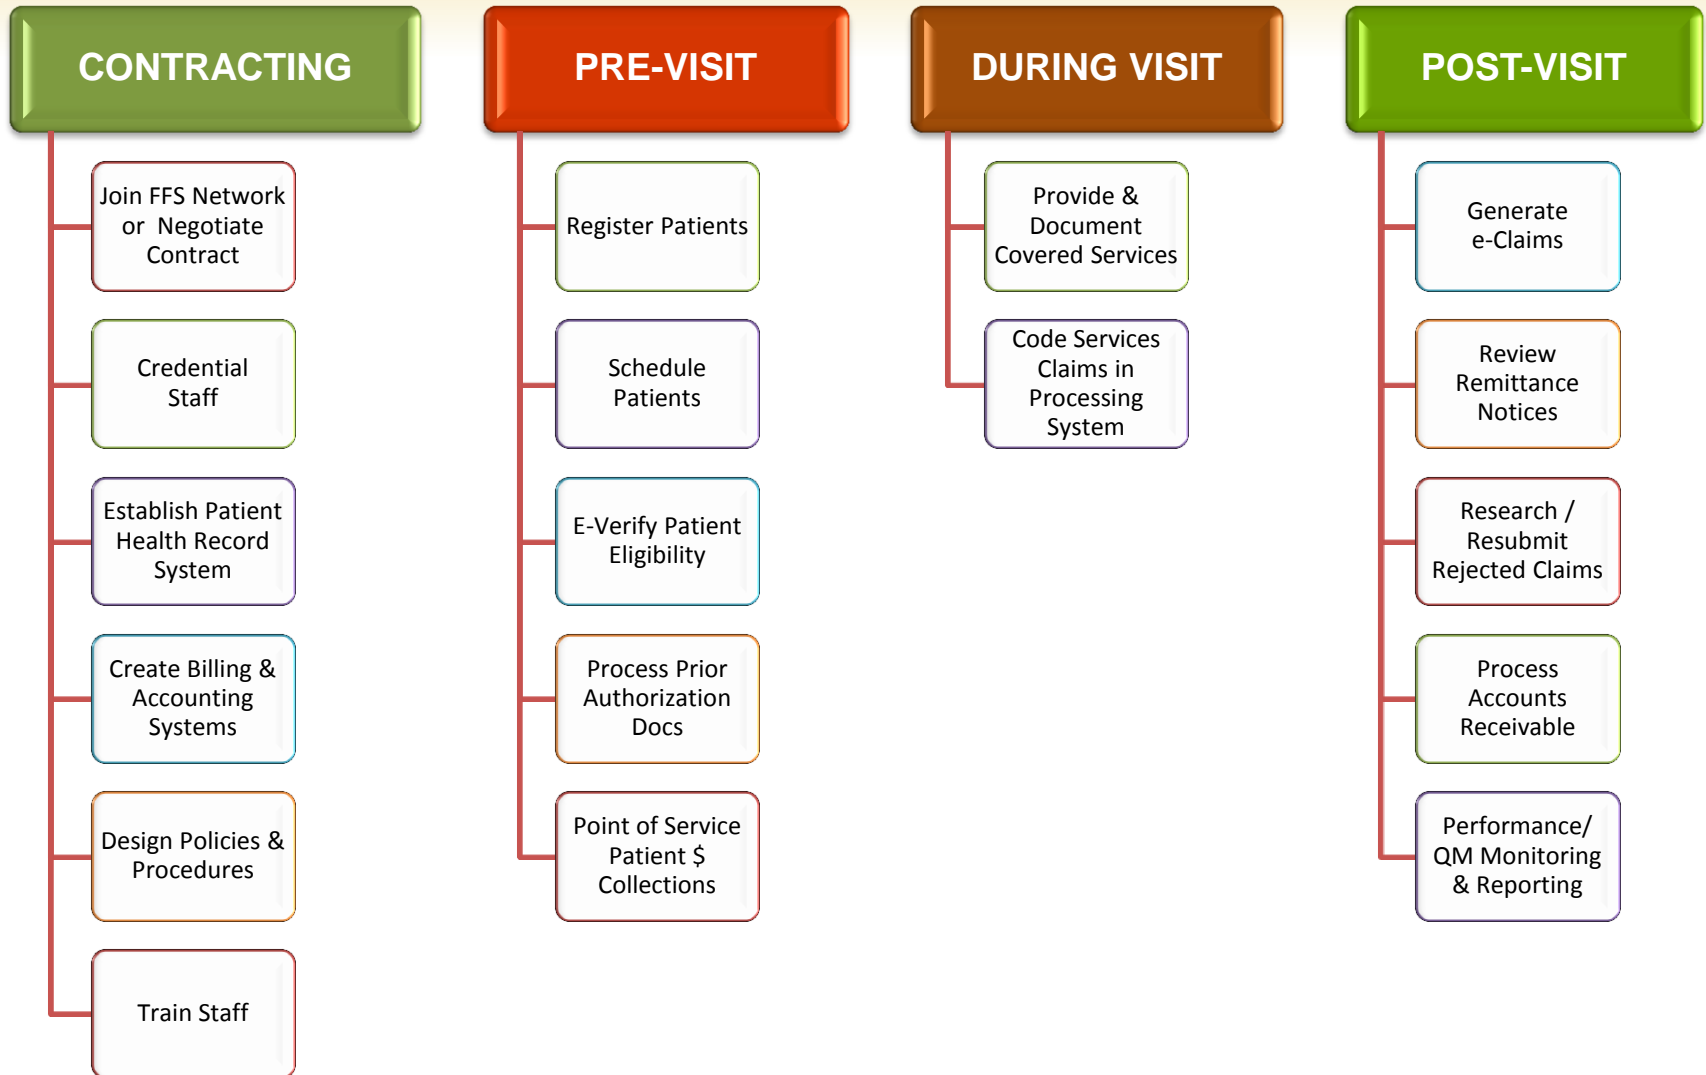 CONTRACTING
Join FFS Network
or Negotiate
Contract
Credential
Staff
Establish Patient
Health Record
System
Create Billing &
Accounting
Systems
Design Policies &
Procedures
Train Staff
PRE-VISIT
Register Patients
Schedule
Patients
E-Verify Patient
Eligibility
Process Prior
Authorization
Docs
Point of Service
Patient $
Collections
DURING VISIT
Provide &
Document
Covered Services
Code Services
Claims in
Processing
System
POST-VISIT
Generate
e-Claims
Review
Remittance
Notices
Research /
Resubmit
Rejected Claims
Process
Accounts
Receivable
Performance/
QM Monitoring
& Reporting